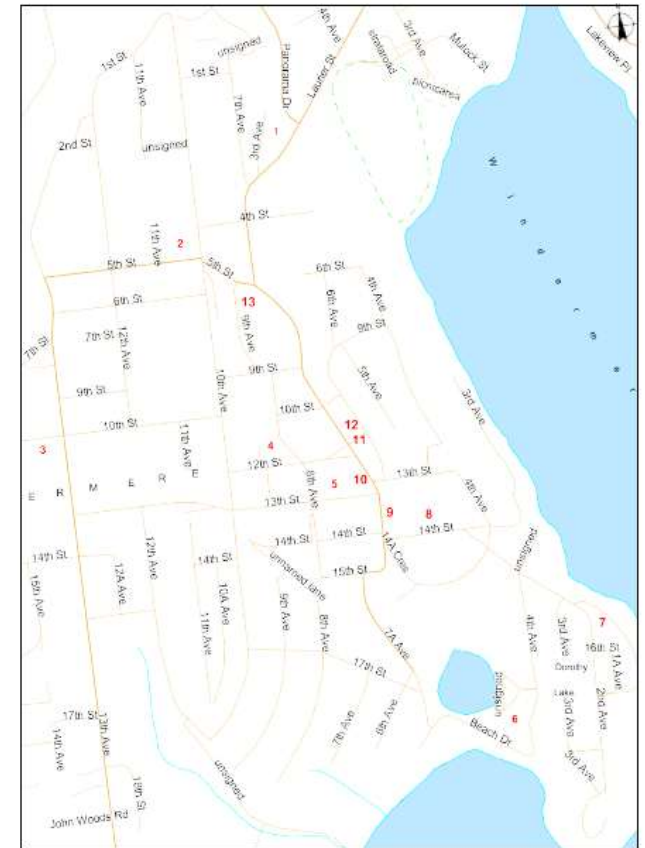 4th Ave
3rd Ave
Mulock St
strataroad
picnicarea
Lakeview Pl
unsigned
Panorama Dr
Laurier St
1st St
11th Ave
1st St
7th Ave
3rd Ave
1
2nd St
unsigned
W i n d e r m e r
4th St
11th Ave
2
5th St
5th St
6th St
4th Ave
6th St
13
6th Ave
9th Ave
8th St
7th St
7th St
12th Ave
9th St
5th Ave
10th Ave
9th St
3rd Ave
10th St
12
11
10th St
11th Ave
3
4
12th St
E R M E R E
13th St
8th Ave
5
10
13th St
4th Ave
9
8
14th St
14th St
14th St
14A Cres
unsigned
14th St
12th Ave
14th St
unnamed lane
15th St
15th Ave
12A Ave
10A Ave
11th Ave
9th Ave
8th Ave
7A Ave
4th Ave
3rd Ave
7
16th St
1A Ave
17th St
Dorothy
Lake
unsigned
3rd Ave
2nd Ave
6
Beach Dr
17th St
13th Ave
14th Ave
7th Ave
6th Ave
3rd Ave
unsigned
18th St
John Woods Rd